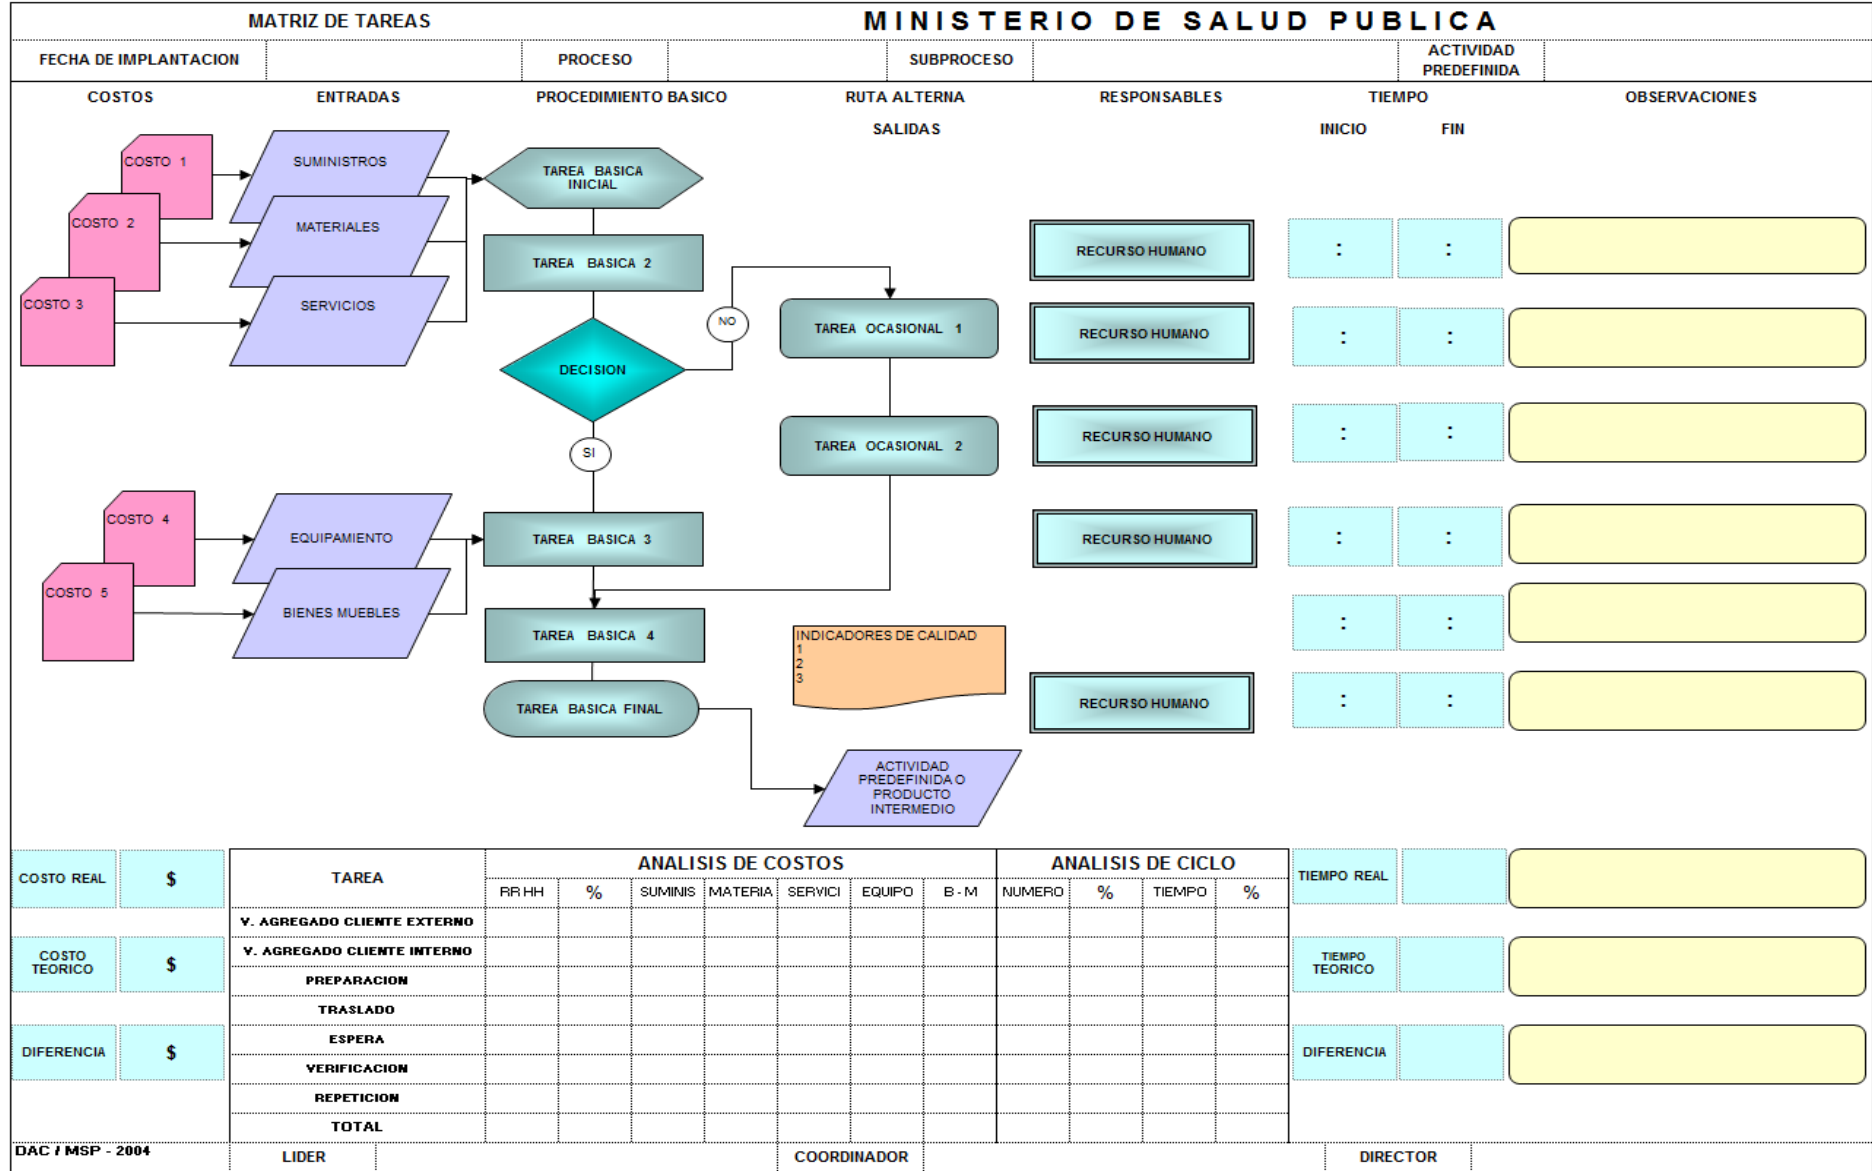 MATRIZ DE TAREAS
MINISTERIO DE SALUD PUBLICA
FECHA DE IMPLANTACION
PROCESO
SUBPROCESO
ACTIVIDAD
PREDEFINIDA
COSTOS
ENTRADAS
PROCEDIMIENTO BASICO
RUTA ALTERNA
RESPONSABLES
TIEMPO
OBSERVACIONES
SALIDAS
INICIO
FIN
COSTO 1
SUMINISTROS
TAREA BASICA
INICIAL
COSTO 2
MATERIALES
TAREA BASICA 2
RECURSO HUMANO
:
:
COSTO 3
SERVICIOS
NO
TAREA OCASIONAL 1
RECURSO HUMANO
:
:
DECISION
SI
TAREA OCASIONAL 2
RECURSO HUMANO
:
:
COSTO 4
EQUIPAMIENTO
TAREA BASICA 3
RECURSO HUMANO
:
:
COSTO 5
BIENES MUEBLES
TAREA BASICA 4
INDICADORES DE CALIDAD
1
2
3
:
:
TAREA BASICA FINAL
RECURSO HUMANO
:
:
ACTIVIDAD
PREDEFINIDA O
PRODUCTO
INTERMEDIO
COSTO REAL
$
TAREA
ANALISIS DE COSTOS
ANALISIS DE CICLO
TIEMPO REAL
RR HH
%
SUMINIS
MATERIA
SERVICI
EQUIPO
B - M
NUMERO
%
TIEMPO
%
V. AGREGADO CLIENTE EXTERNO
V. AGREGADO CLIENTE INTERNO
COSTO
TEORICO
$
TIEMPO
TEORICO
PREPARACION
TRASLADO
ESPERA
DIFERENCIA
$
DIFERENCIA
VERIFICACION
REPETICION
TOTAL
DAC / MSP - 2004
LIDER
COORDINADOR
DIRECTOR